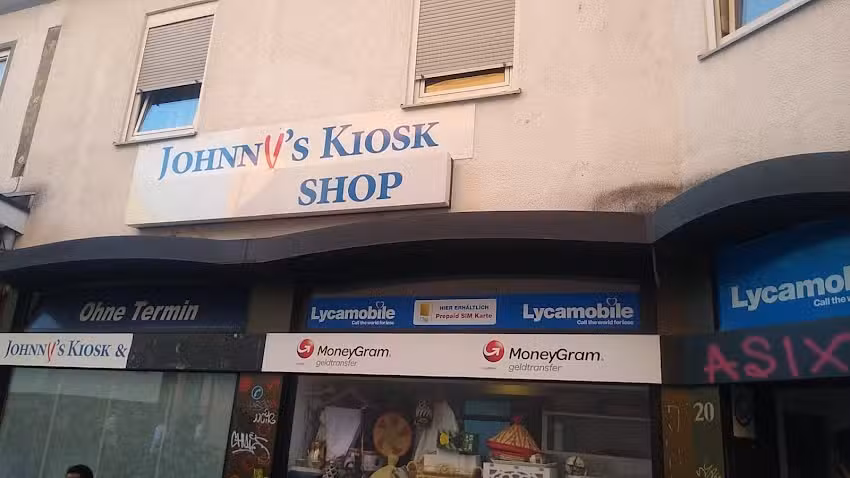 JOHNNY'S KIOSK
SHOP
Ohne Termin
Lycamobile
Call the world for less
HIER ERHÄLTLICH
Prepaid SIM Karte
Lycamobile
Call the world for less
Lycamobile
Call the
JOHNNY'S KIOSK &
MoneyGram
geldtransfer
MoneyGram
geldtransfer
ASIX
20